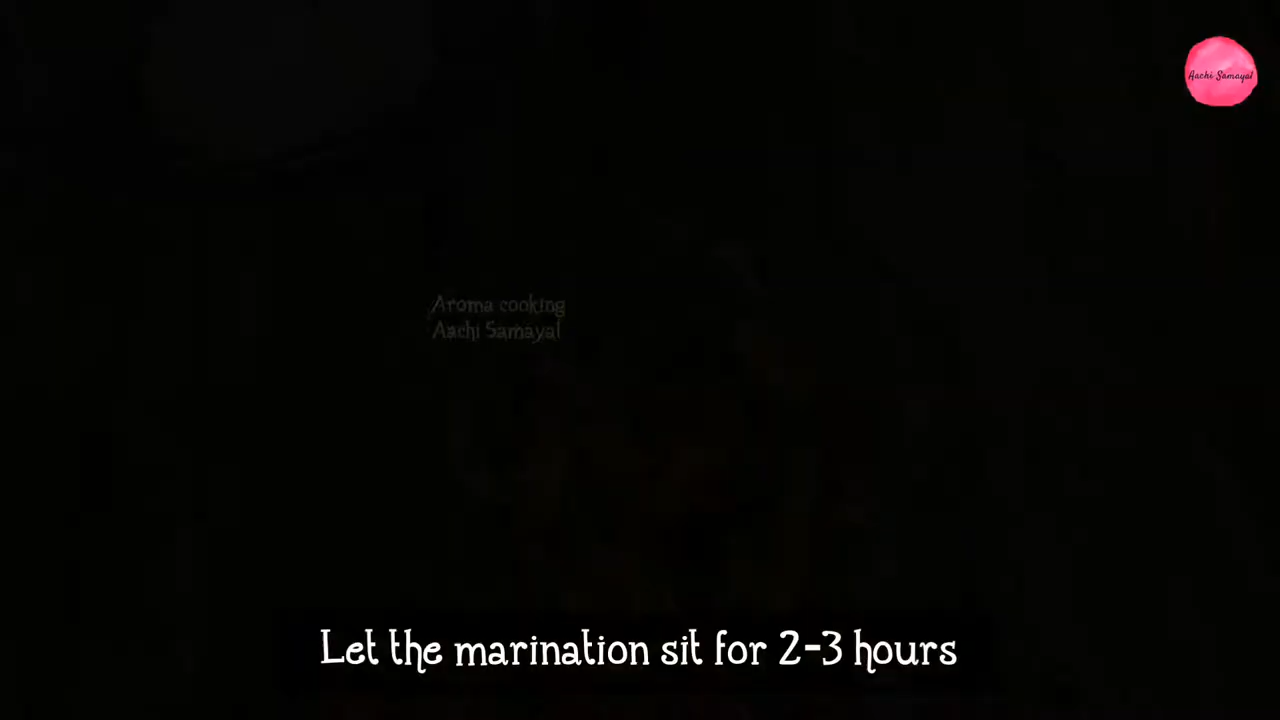 Aachi Samayal
Aroma cooking
Aachi Samayal
Let the marination sit for 2-3 hours